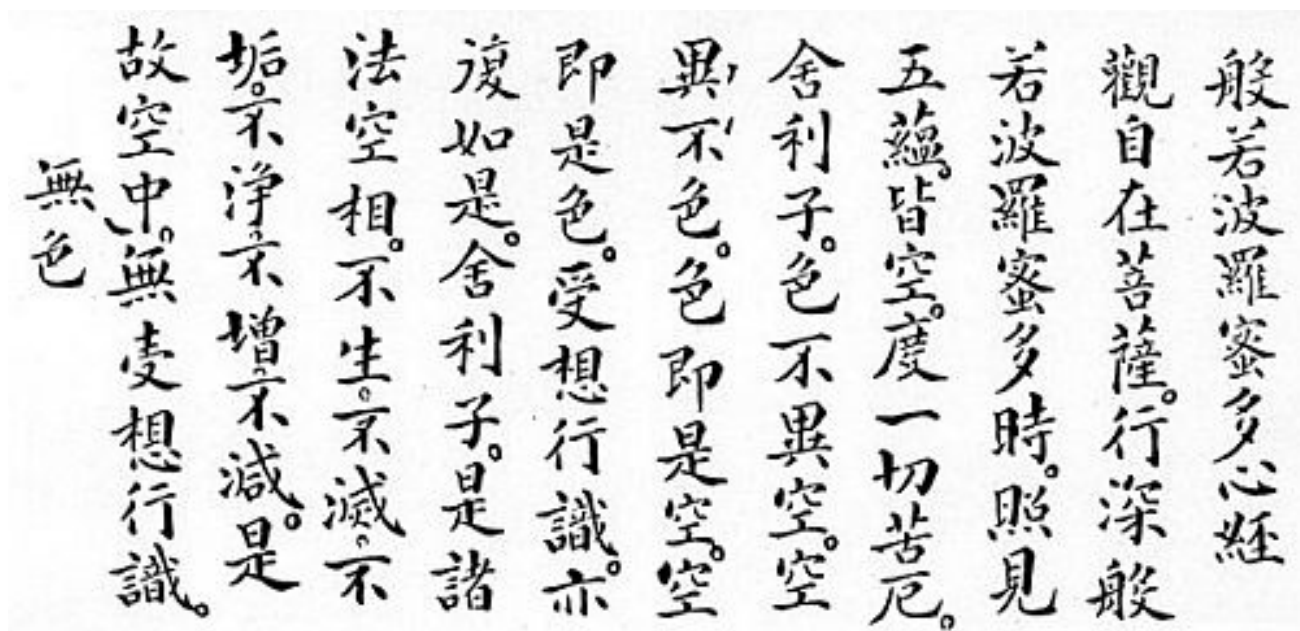 般若波羅蜜多心経
觀自在菩薩。行深般
若波羅蜜多時。照見
五蘊。皆空。度一切苦厄。
舍利子。色不異空。空
異不色。色即是空。空
即是色。受想行識。亦
復如是。舍利子。是諸
法空相。不生。不滅。不
垢。不淨。不增。不減。是
故空中。無受想行識。
無色